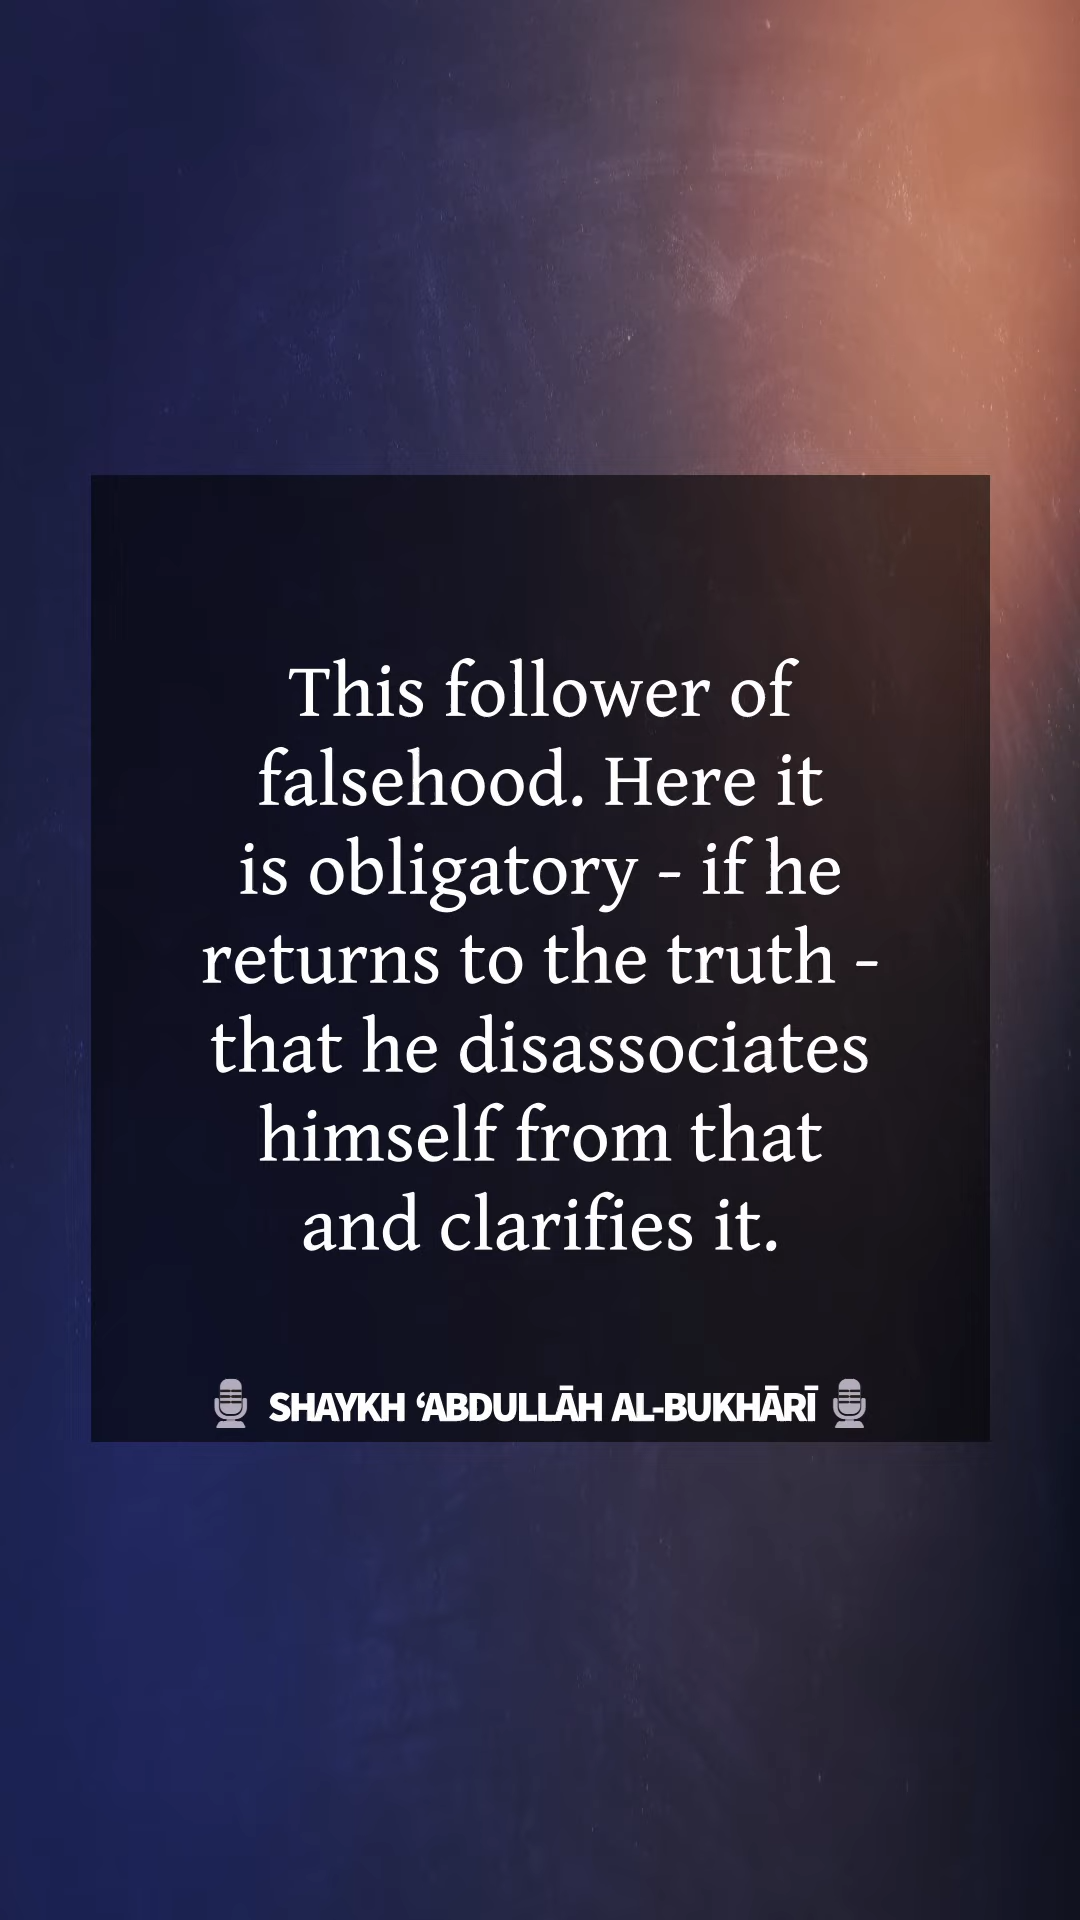 This follower of
falsehood. Here it
is obligatory - if he
returns to the truth -
that he disassociates
himself from that
and clarifies it.
SHAYKH ‘ABDULLĀH AL-BUKHĀRĪ